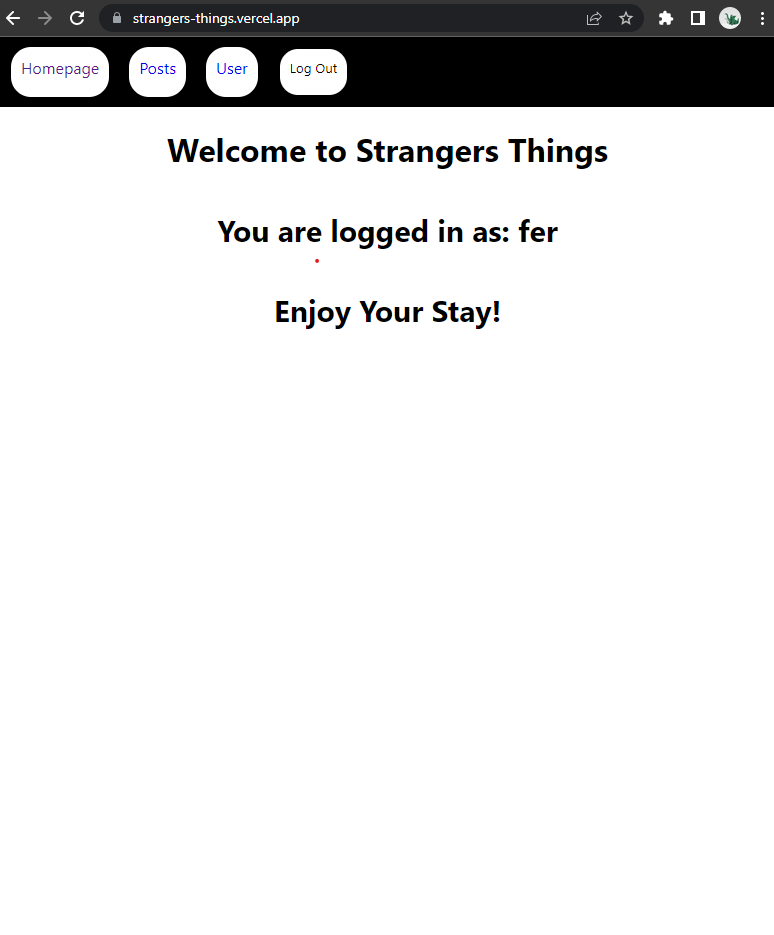 strangers-things.vercel.app
Homepage Posts User Log Out
Welcome to Strangers Things
You are logged in as: fer
Enjoy Your Stay!